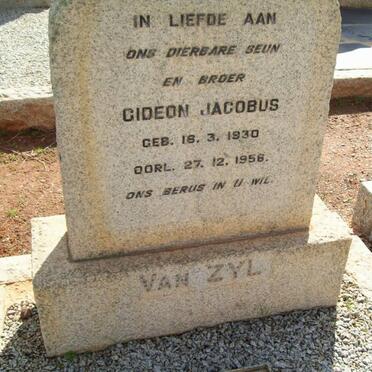 IN LIEFDE AAN
ONS DIERBARE SEUN
EN BROER
GIDEON JACOBUS
GEB. 16. 3. 1930
OORL. 27. 12. 1956.
ONS BERUS IN U WIL.
VAN ZYL